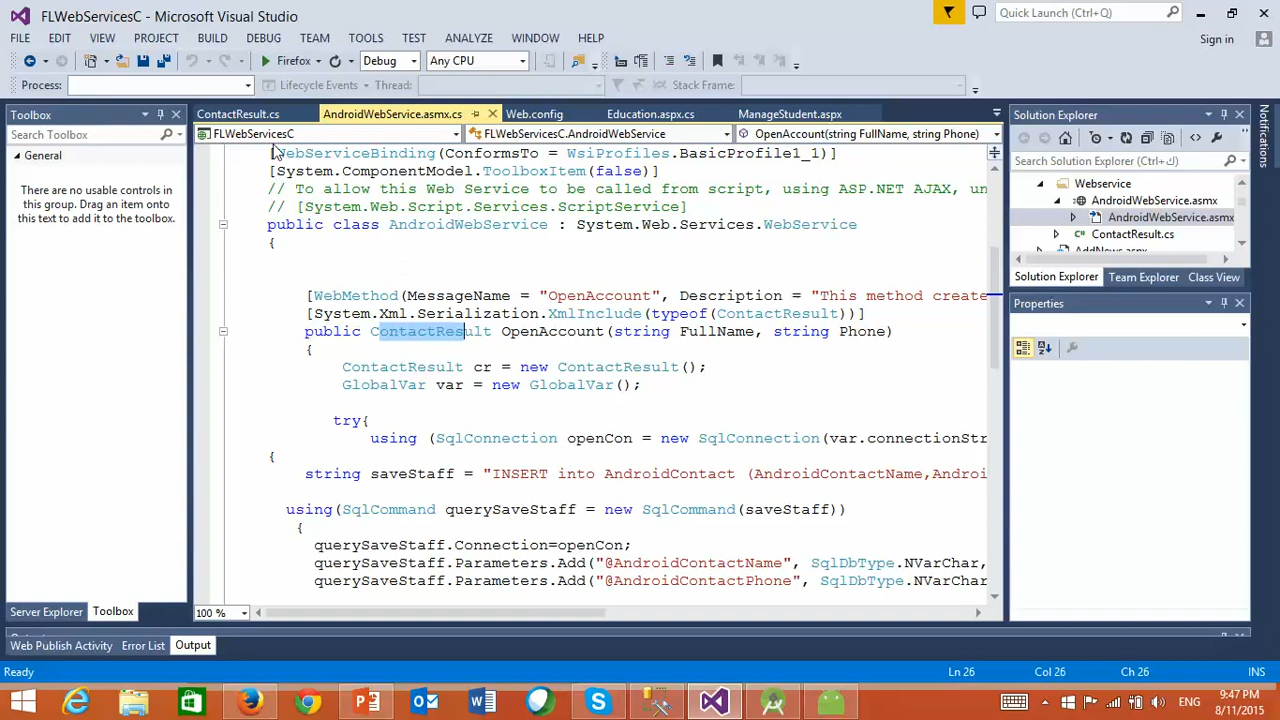 FLWebServicesC - Microsoft Visual Studio
Quick Launch (Ctrl+Q)
FILE EDIT VIEW PROJECT BUILD DEBUG TEAM TOOLS TEST ANALYZE WINDOW HELP
Sign in
Firefox Debug Any CPU
Process: Lifecycle Events Thread: Stack Frame:
Toolbox
Search Toolbox
General
There are no usable controls in
this group. Drag an item onto
this text to add it to the toolbox.
Server Explorer Toolbox
ContactResult.cs AndroidWebService.asmx.cs Web.config Education.aspx.cs ManageStudent.aspx
FLWebServicesC FLWebServicesC.AndroidWebService OpenAccount(string FullName, string Phone)
[WebServiceBinding(ConformsTo = WsiProfiles.BasicProfile1_1)]
[System.ComponentModel.ToolboxItem(false)]
// To allow this Web Service to be called from script, using ASP.NET AJAX, un
// [System.Web.Script.Services.ScriptService]
public class AndroidWebService : System.Web.Services.WebService
{
[WebMethod(MessageName = "OpenAccount", Description = "This method create
[System.Xml.Serialization.XmlInclude(typeof(ContactResult))]
public ContactResult OpenAccount(string FullName, string Phone)
{
ContactResult cr = new ContactResult();
GlobalVar var = new GlobalVar();
try{
using (SqlConnection openCon = new SqlConnection(var.connectionStr
{
string saveStaff = "INSERT into AndroidContact (AndroidContactName,Androi
using(SqlCommand querySaveStaff = new SqlCommand(saveStaff))
{
querySaveStaff.Connection=openCon;
querySaveStaff.Parameters.Add("@AndroidContactName", SqlDbType.NVarChar,
querySaveStaff.Parameters.Add("@AndroidContactPhone", SqlDbType.NVarChar
100 %
Solution Explorer
Search Solution Explorer (Ctrl+;)
Webservice
AndroidWebService.asmx
AndroidWebService.asmx
ContactResult.cs
AddNews.aspx
Solution Explorer Team Explorer Class View
Properties
Notifications
Web Publish Activity Error List Output
Ready Ln 26 Col 26 Ch 26 INS
ENG
9:47 PM
8/11/2015